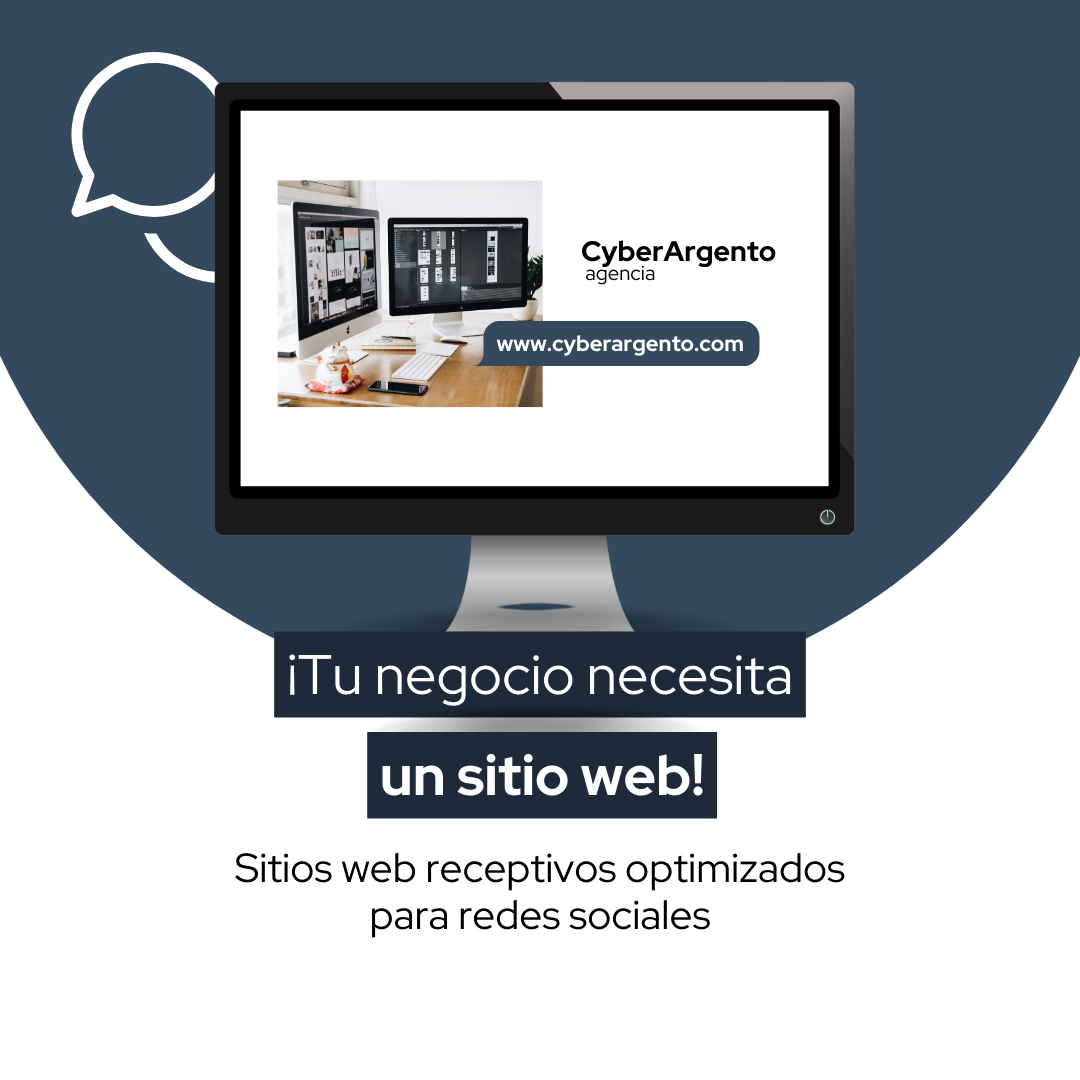 CyberArgento
agencia
www.cyberargento.com
¡Tu negocio necesita
un sitio web!
Sitios web receptivos optimizados
para redes sociales